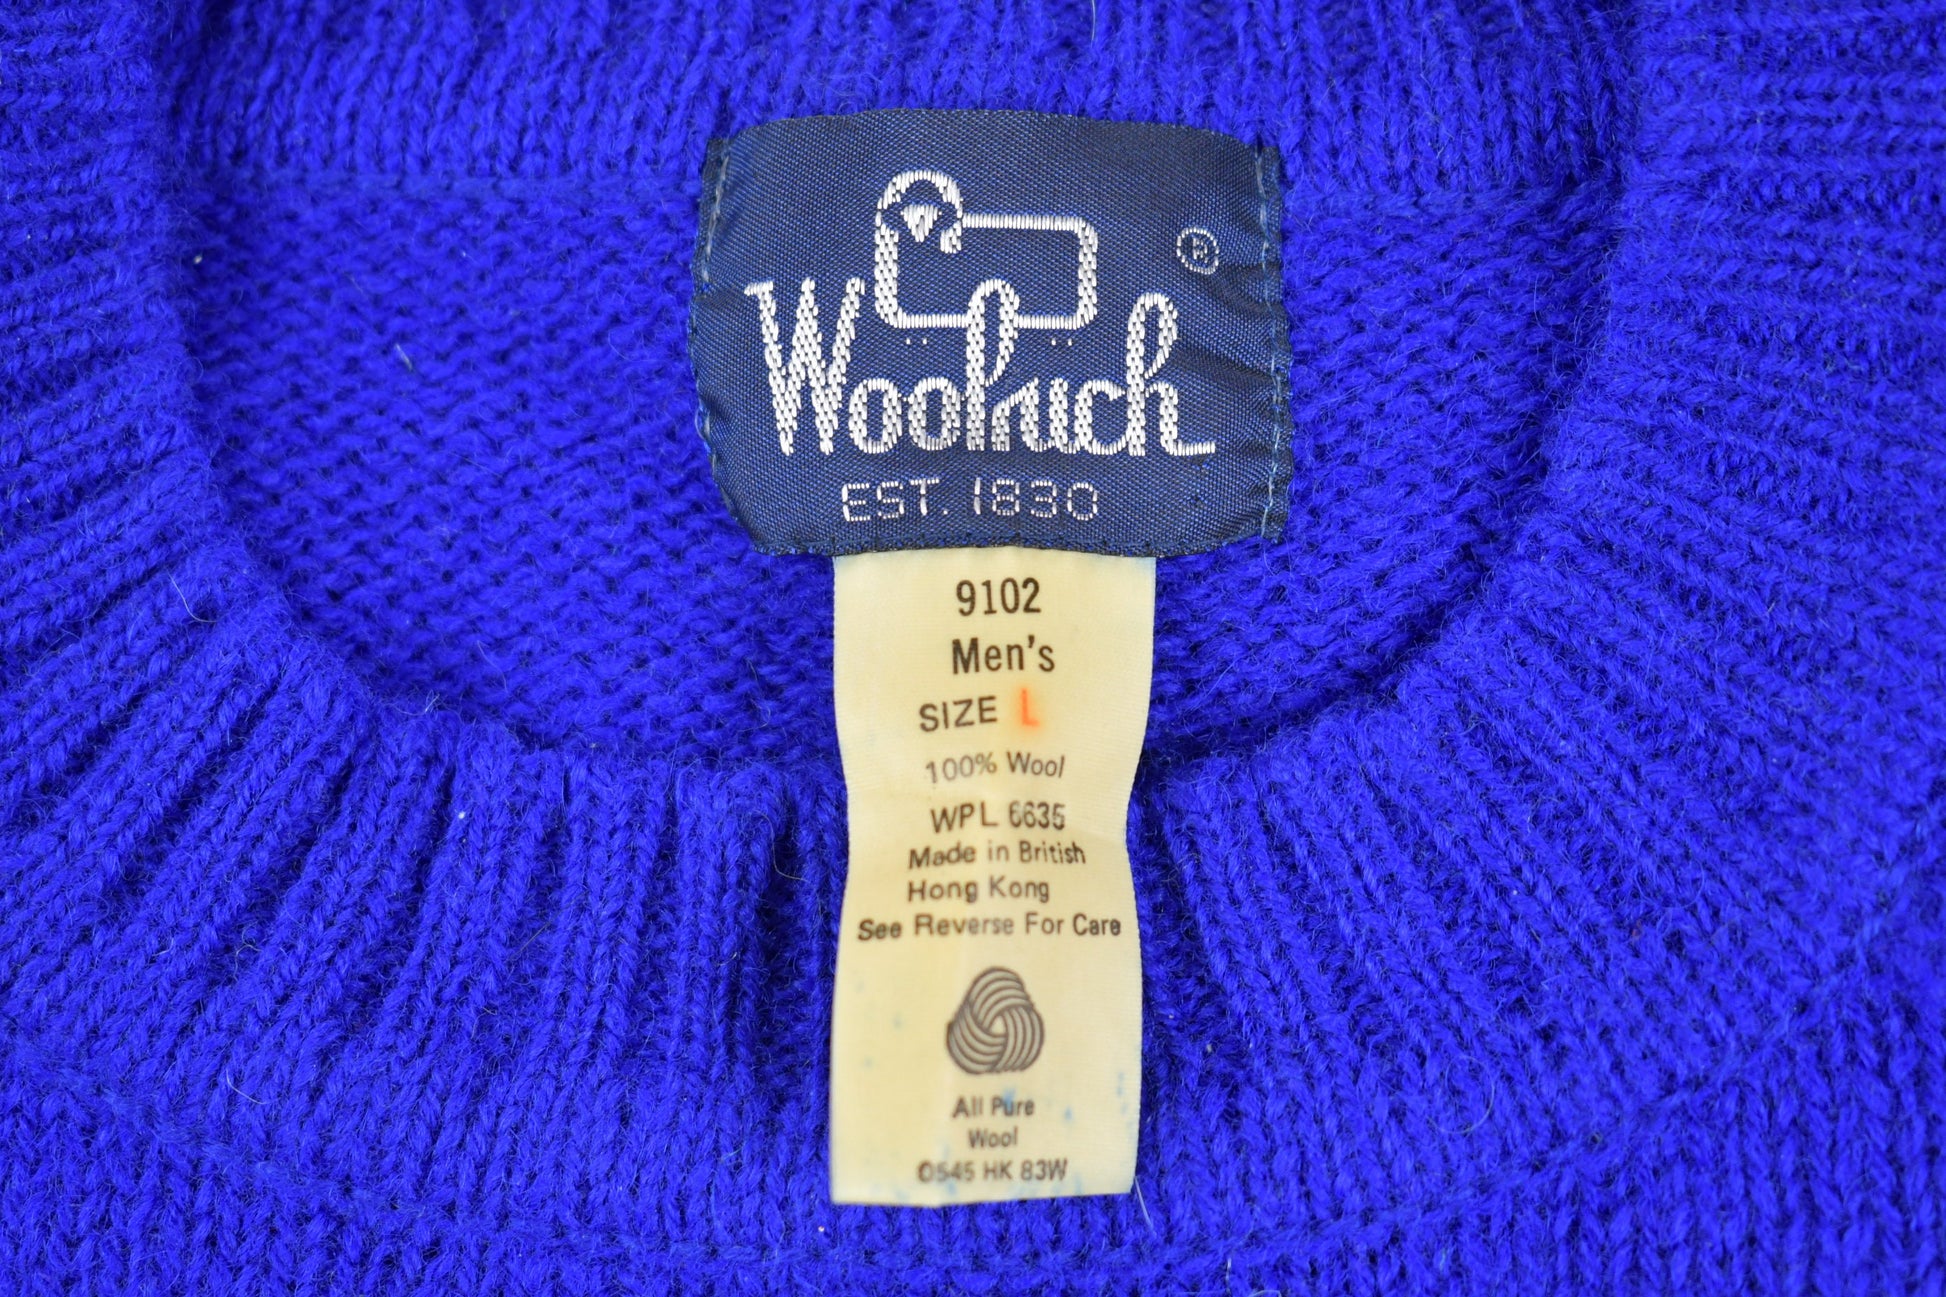 ®
Woolrich
EST. 1830
9102
Men's
SIZE L
100% Wool
WPL 6635
Made in British
Hong Kong
See Reverse For Care
All Pure
Wool
0545 HK 83W